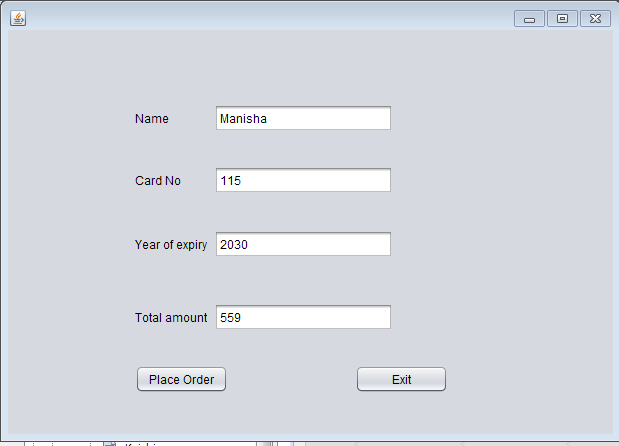 Name Manisha
Card No 115
Year of expiry 2030
Total amount 559
Place Order Exit